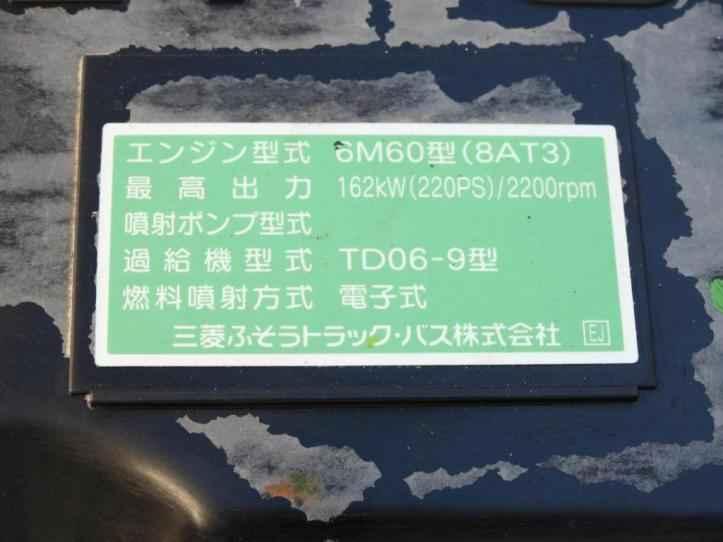 エンジン型式 6M60型(8AT3)
最高出力 162kW(220PS)/2200rpm
噴射ポンプ型式
過給機型式 TD06-9型
燃料噴射方式 電子式
三菱ふそうトラック・バス株式会社 EJ